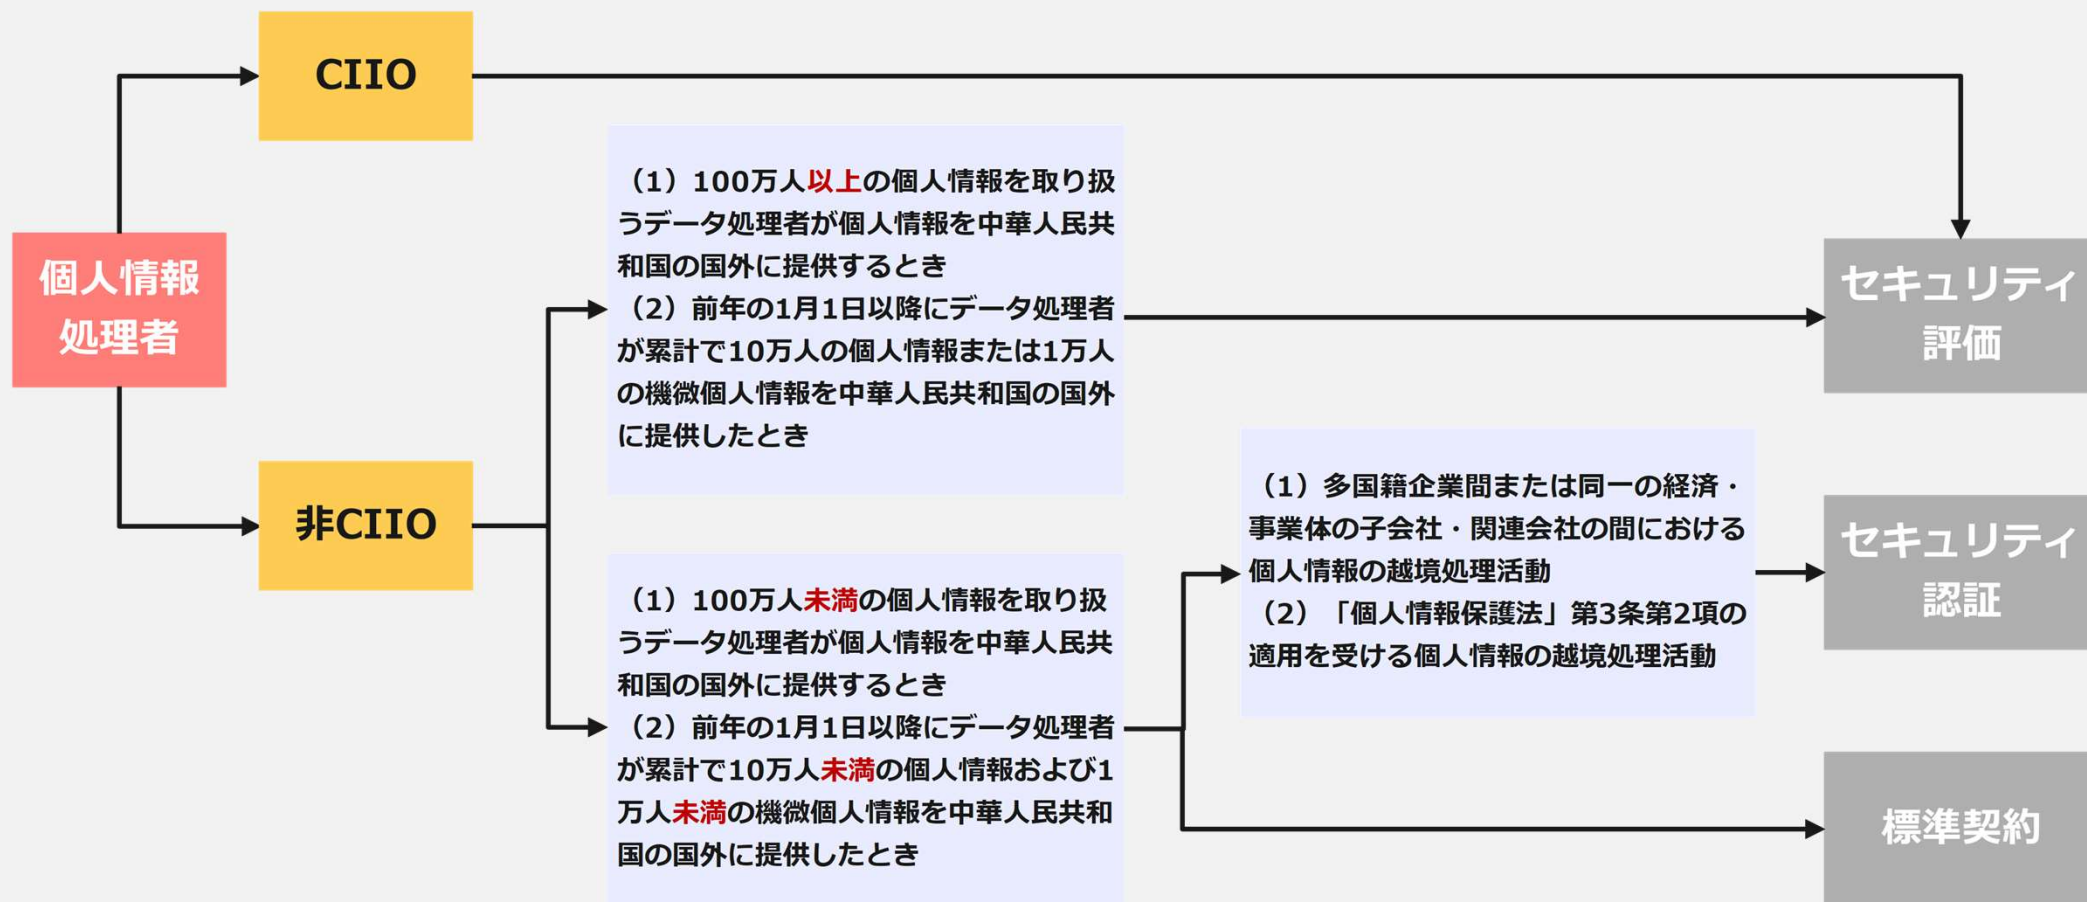 CIIO
個人情報
処理者
非CIIO
（1）100万人以上の個人情報を取り扱
うデータ処理者が個人情報を中華人民共
和国の国外に提供するとき
（2）前年の1月1日以降にデータ処理者
が累計で10万人の個人情報または1万人
の機微個人情報を中華人民共和国の国外
に提供したとき
（1）100万人未満の個人情報を取り扱
うデータ処理者が個人情報を中華人民共
和国の国外に提供するとき
（2）前年の1月1日以降にデータ処理者
が累計で10万人未満の個人情報および1
万人未満の機微個人情報を中華人民共和
国の国外に提供したとき
（1）多国籍企業間または同一の経済・
事業体の子会社・関連会社の間における
個人情報の越境処理活動
（2）「個人情報保護法」第3条第2項の
適用を受ける個人情報の越境処理活動
セキュリティ
評価
セキュリティ
認証
標準契約